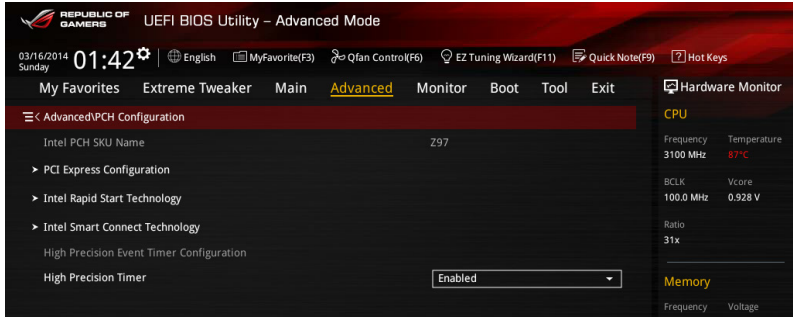 REPUBLIC OF
GAMERS
UEFI BIOS Utility – Advanced Mode
03/16/2014
Sunday
01:42
English
MyFavorite(F3)
Qfan Control(F6)
EZ Tuning Wizard(F11)
Quick Note(F9)
? Hot Keys
My Favorites
Extreme Tweaker
Main
Advanced
Monitor
Boot
Tool
Exit
Hardware Monitor
< Advanced\PCH Configuration
Intel PCH SKU Name
Z97
> PCI Express Configuration
> Intel Rapid Start Technology
> Intel Smart Connect Technology
High Precision Event Timer Configuration
High Precision Timer
Enabled
CPU
Frequency Temperature
3100 MHz 87°C
BCLK Vcore
100.0 MHz 0.928 V
Ratio
31x
Memory
Frequency Voltage